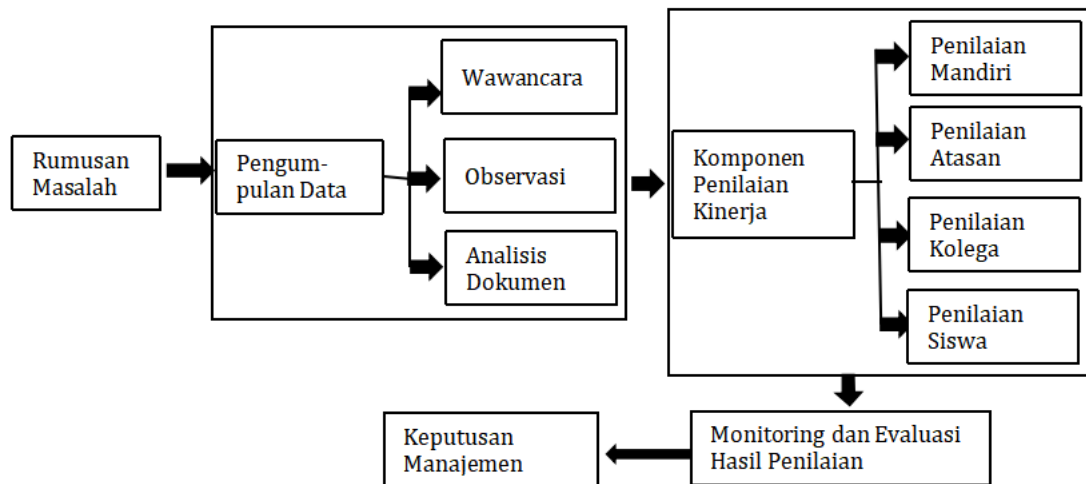 Rumusan
Masalah
Pengum-
pulan Data
Wawancara
Observasi
Analisis
Dokumen
Komponen
Penilaian
Kinerja
Penilaian
Mandiri
Penilaian
Atasan
Penilaian
Kolega
Penilaian
Siswa
Monitoring dan Evaluasi
Hasil Penilaian
Keputusan
Manajemen